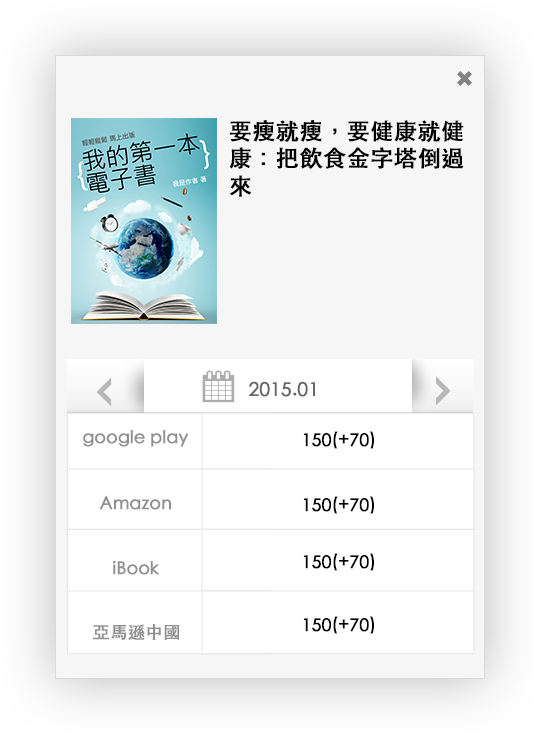 輕輕鬆鬆 馬上出版
我的第一本
電子書
我是作者 著
要瘦就瘦，要健康就健
康：把飲食金字塔倒過
來
2015.01
google play 150(+70)
Amazon 150(+70)
iBook 150(+70)
亞馬遜中國 150(+70)